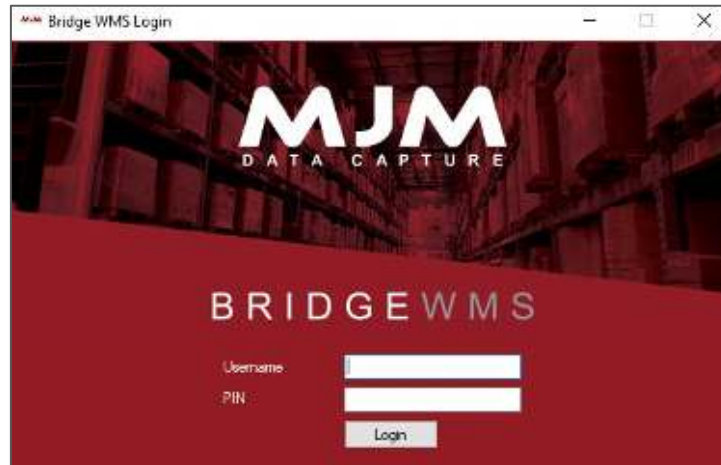 Bridge WMS Login
MJM
DATA CAPTURE
BRIDGEWMS
Username
PIN
Login